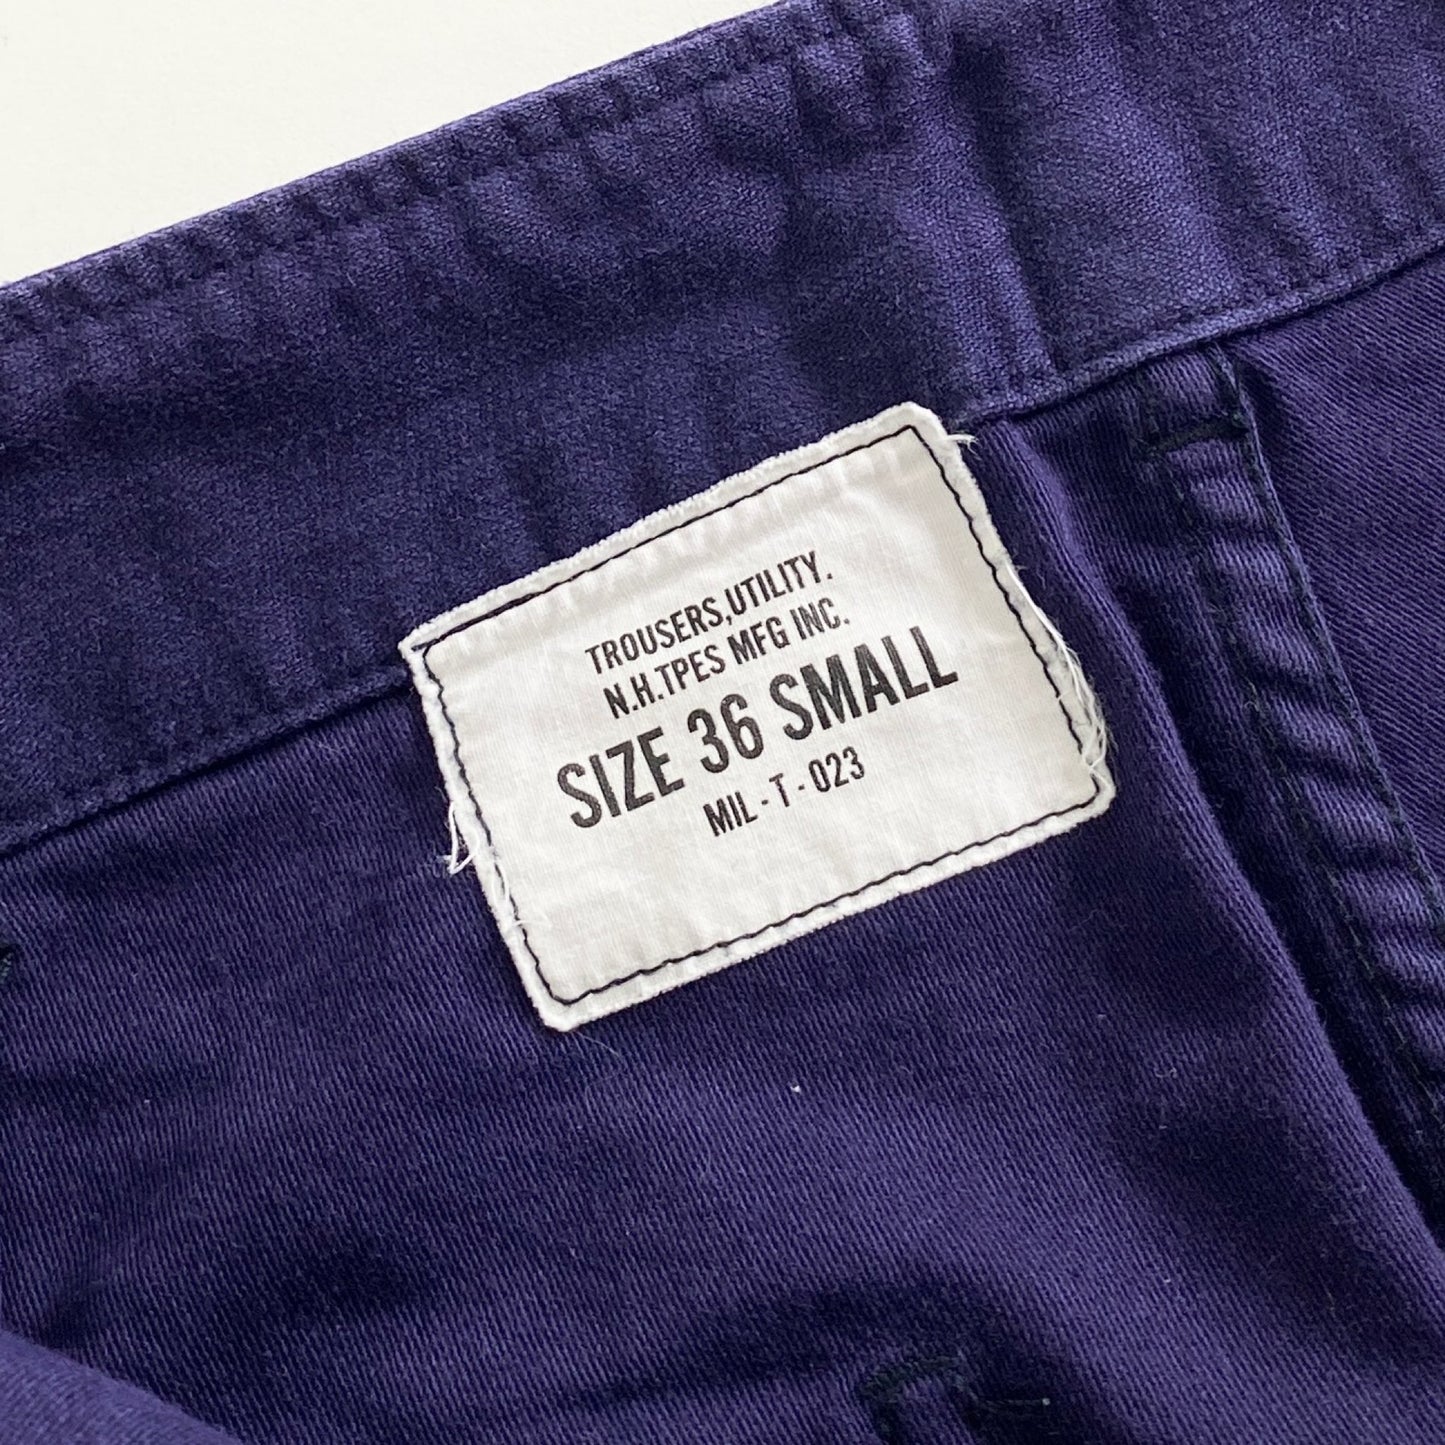 TROUSERS,UTILITY.
N.H.TPES MFG INC.
SIZE 36 SMALL
MIL - T - 023